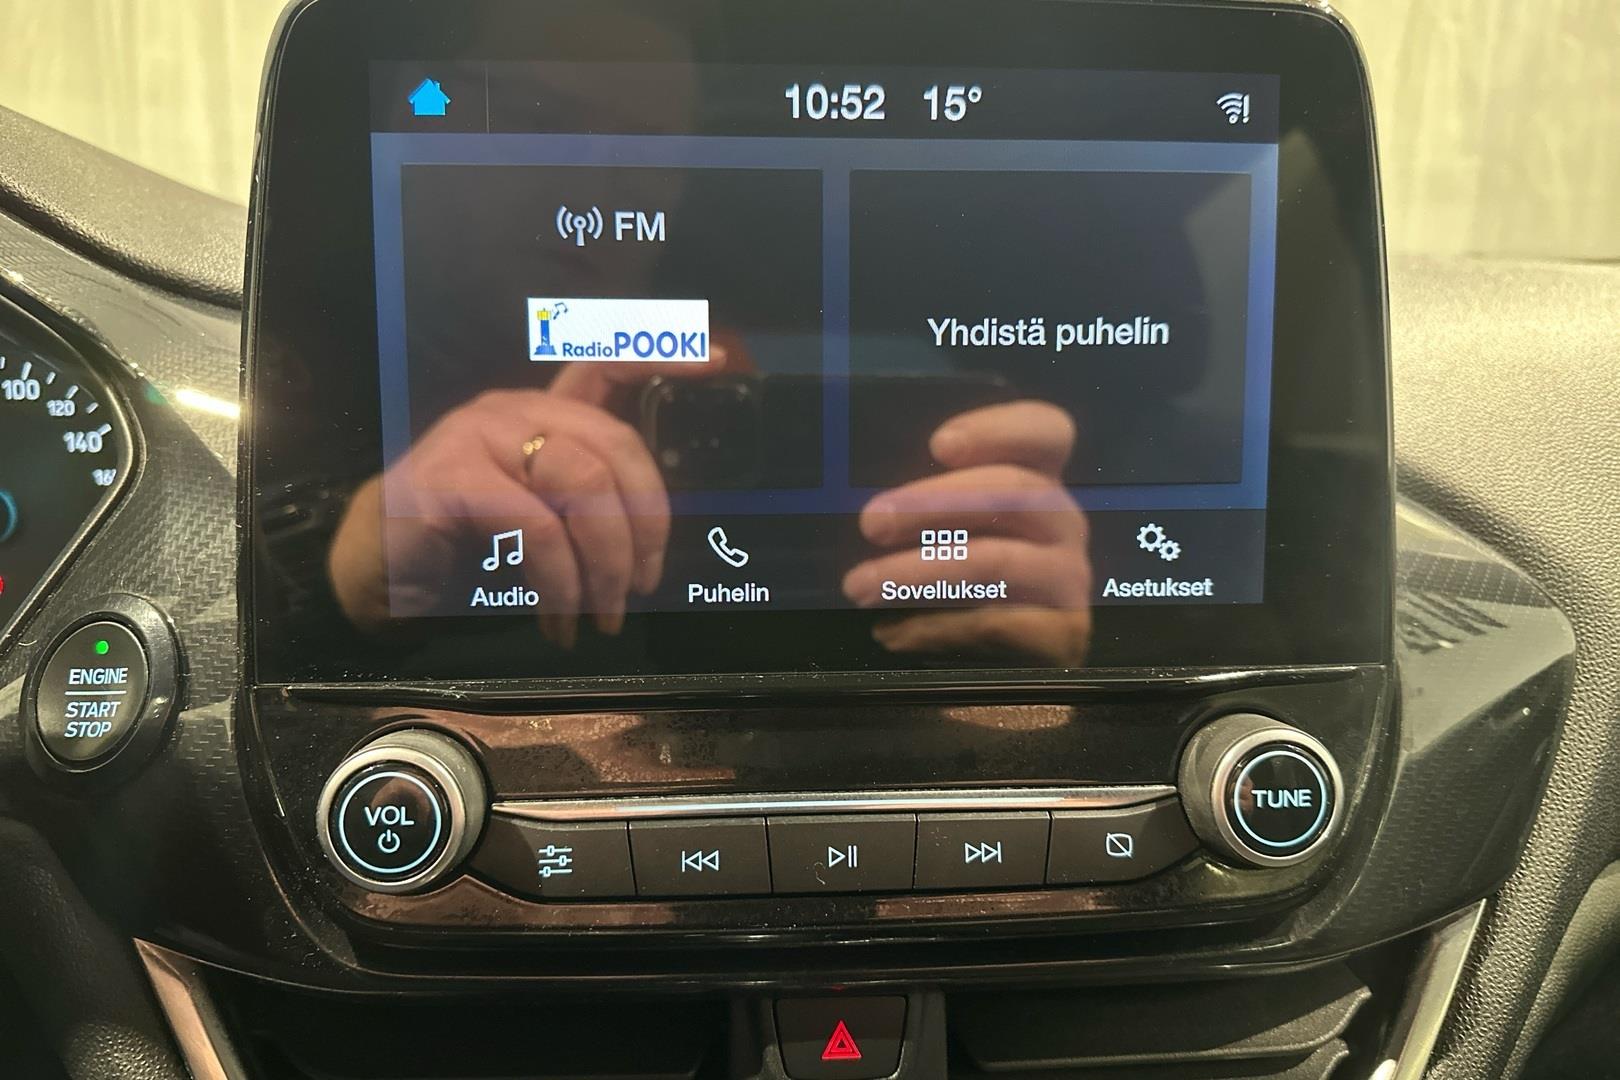 10:52 15°
FM
Radio POOKI
Yhdistä puhelin
Audio
Puhelin
Sovellukset
Asetukset
100
120
140
ENGINE
START
STOP
VOL
TUNE